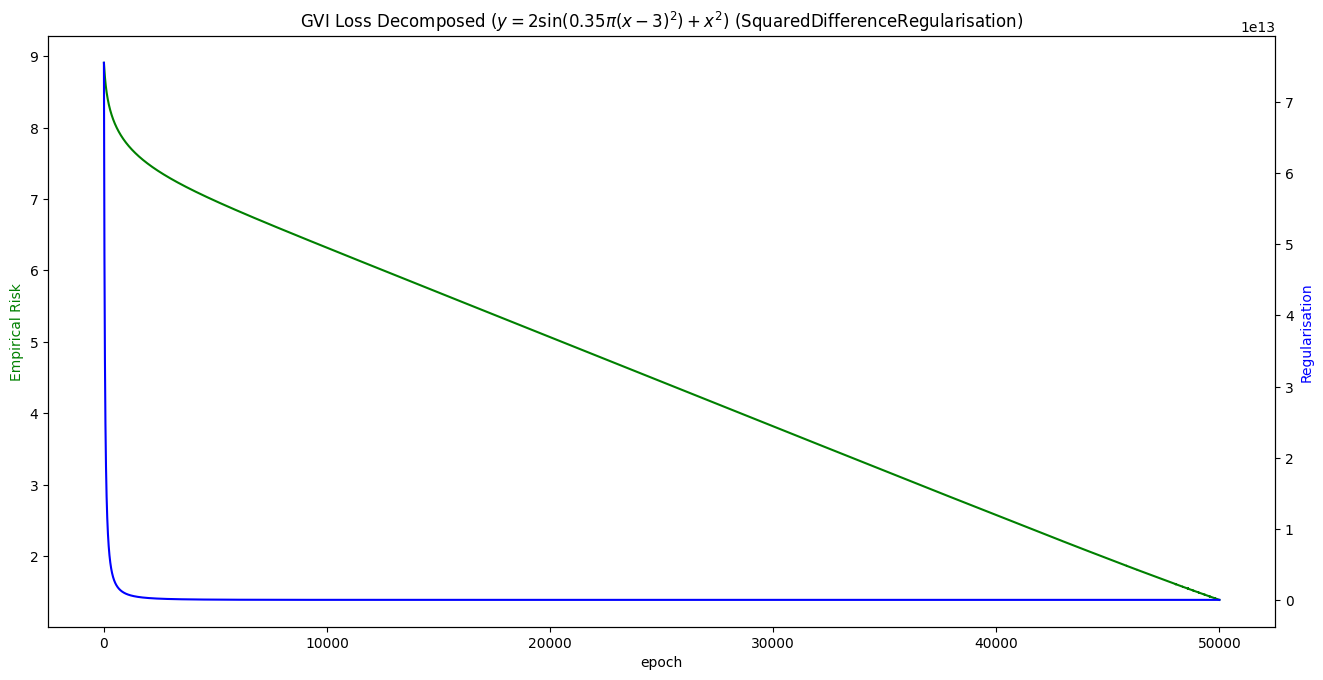 GVI Loss Decomposed ($y = 2\sin(0.35\pi(x-3)^2) + x^2$) (SquaredDifferenceRegularisation)
1e13
9
8
7
6
5
4
3
2
Empirical Risk
7
6
5
4
3
2
1
0
Regularisation
0 10000 20000 30000 40000 50000
epoch